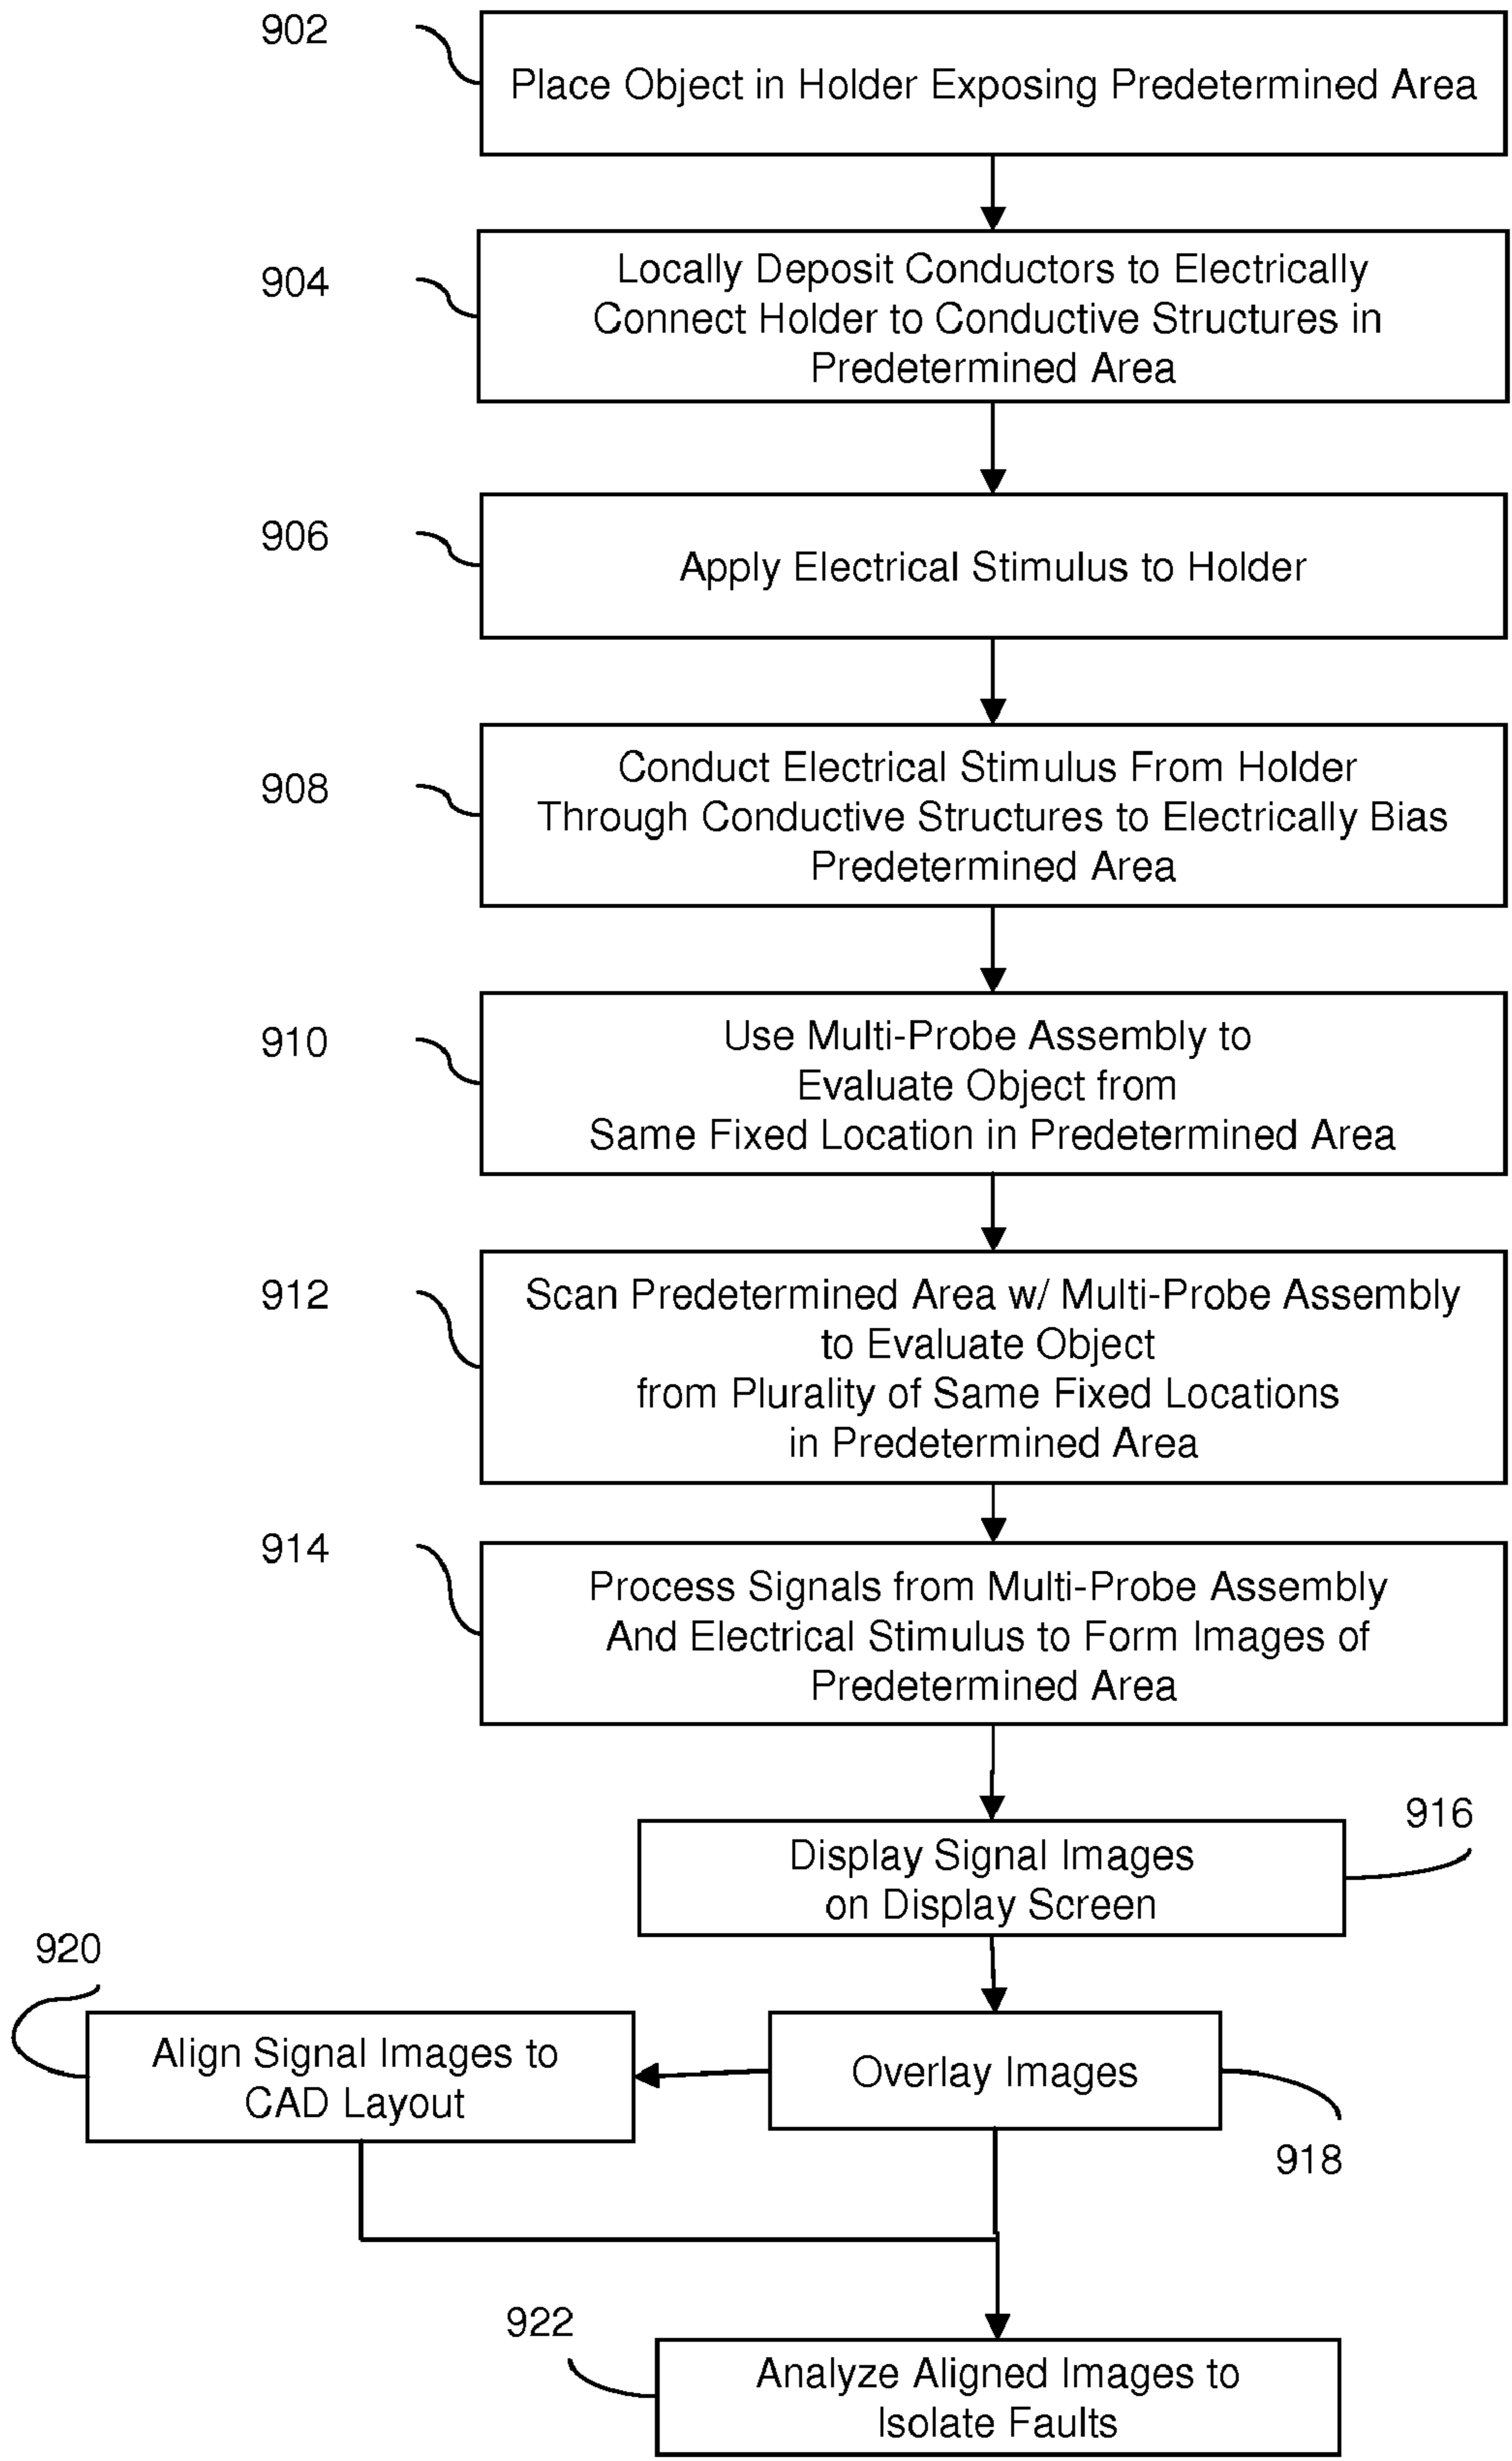 902
Place Object in Holder Exposing Predetermined Area
904
Locally Deposit Conductors to Electrically
Connect Holder to Conductive Structures in
Predetermined Area
906
Apply Electrical Stimulus to Holder
908
Conduct Electrical Stimulus From Holder
Through Conductive Structures to Electrically Bias
Predetermined Area
910
Use Multi-Probe Assembly to
Evaluate Object from
Same Fixed Location in Predetermined Area
912
Scan Predetermined Area w/ Multi-Probe Assembly
to Evaluate Object
from Plurality of Same Fixed Locations
in Predetermined Area
914
Process Signals from Multi-Probe Assembly
And Electrical Stimulus to Form Images of
Predetermined Area
916
Display Signal Images
on Display Screen
920
Align Signal Images to
CAD Layout
Overlay Images
918
922
Analyze Aligned Images to
Isolate Faults